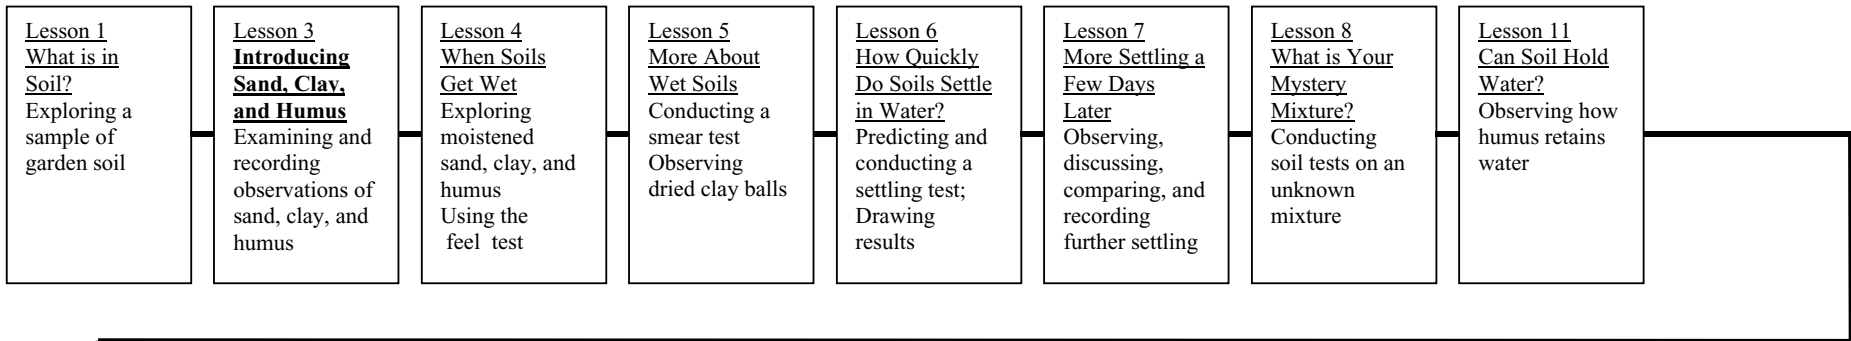 Lesson 1
What is in
Soil?
Exploring a
sample of
garden soil
Lesson 3
Introducing
Sand, Clay,
and Humus
Examining and
recording
observations of
sand, clay, and
humus
Lesson 4
When Soils
Get Wet
Exploring
moistened
sand, clay, and
humus
Using the
feel test
Lesson 5
More About
Wet Soils
Conducting a
smear test
Observing
dried clay balls
Lesson 6
How Quickly
Do Soils Settle
in Water?
Predicting and
conducting a
settling test;
Drawing
results
Lesson 7
More Settling a
Few Days
Later
Observing,
discussing,
comparing, and
recording
further settling
Lesson 8
What is Your
Mystery
Mixture?
Conducting
soil tests on an
unknown
mixture
Lesson 11
Can Soil Hold
Water?
Observing how
humus retains
water